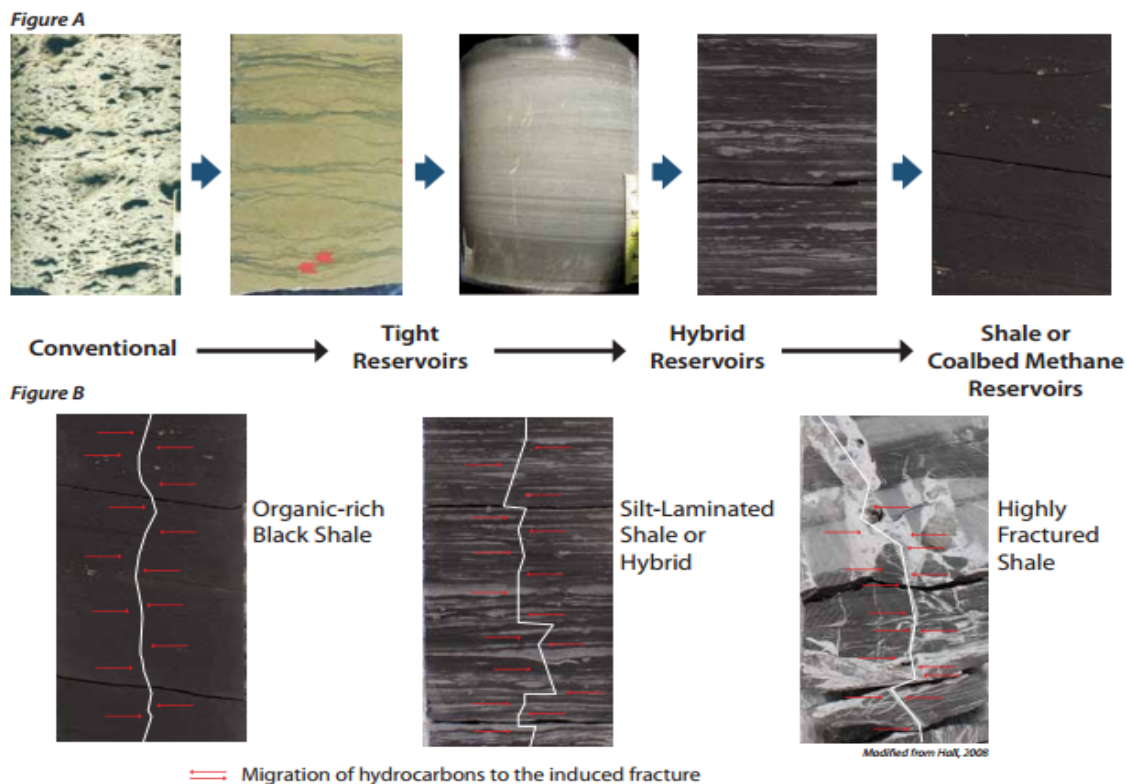 Figure A
Conventional
Tight
Reservoirs
Hybrid
Reservoirs
Shale or
Coalbed Methane
Reservoirs
Figure B
Organic-rich
Black Shale
Silt-Laminated
Shale or
Hybrid
Highly
Fractured
Shale
Modified from Hall, 2008
Migration of hydrocarbons to the induced fracture